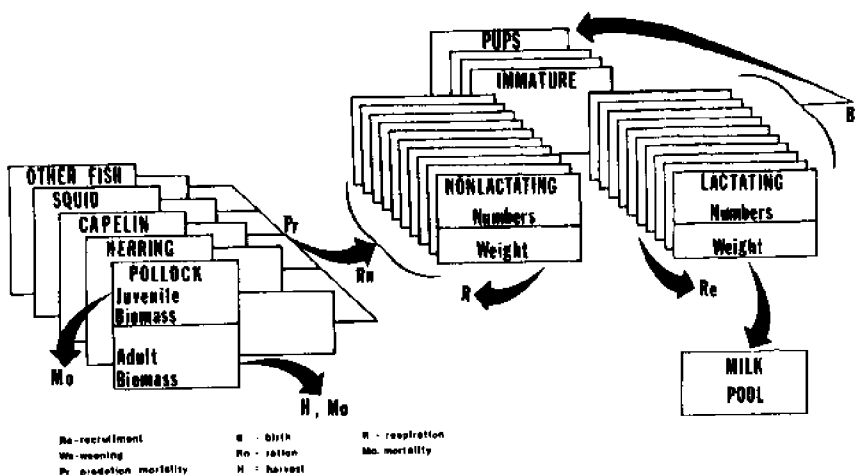 PUPS
IMMATURE
B
OTHER FISH
SQUID
CAPELIN
HERRING
POLLOCK
Juvenile
Biomass
Adult
Biomass
Mo
H, Mo
Pr
Rn
NONLACTATING
Numbers
Weight
R
LACTATING
Numbers
Weight
Re
MILK
POOL
Re-recruitment B - birth R - respiration
We-weening Rn - ration Mo. mortality
Pr predation mortality H = harvest